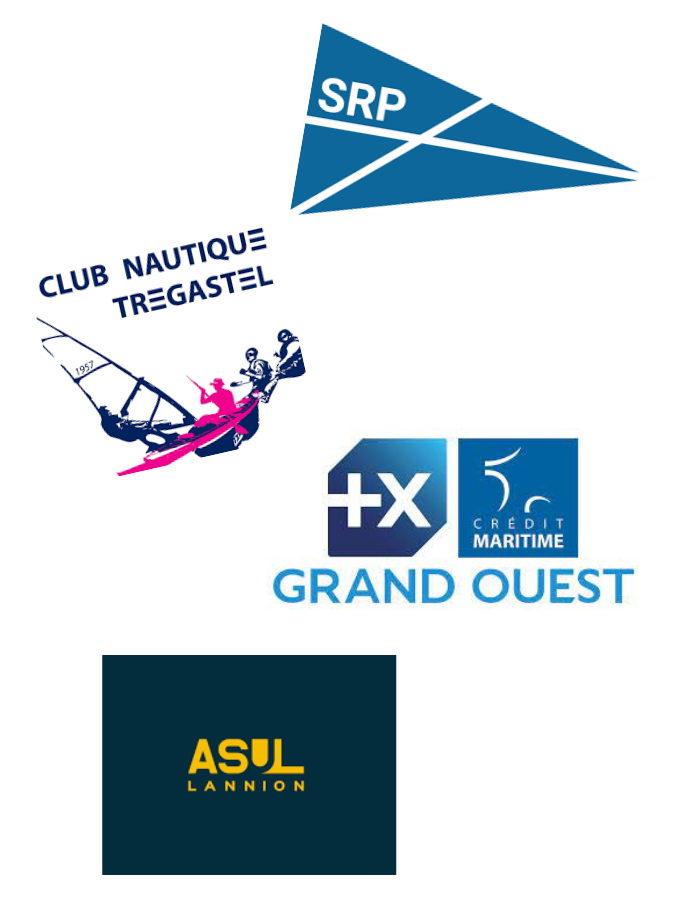 SRP
CLUB NAUTIQUE
TREGASTEL
1957
+X
CRÉDIT
MARITIME
GRAND OUEST
ASUL
LANNION